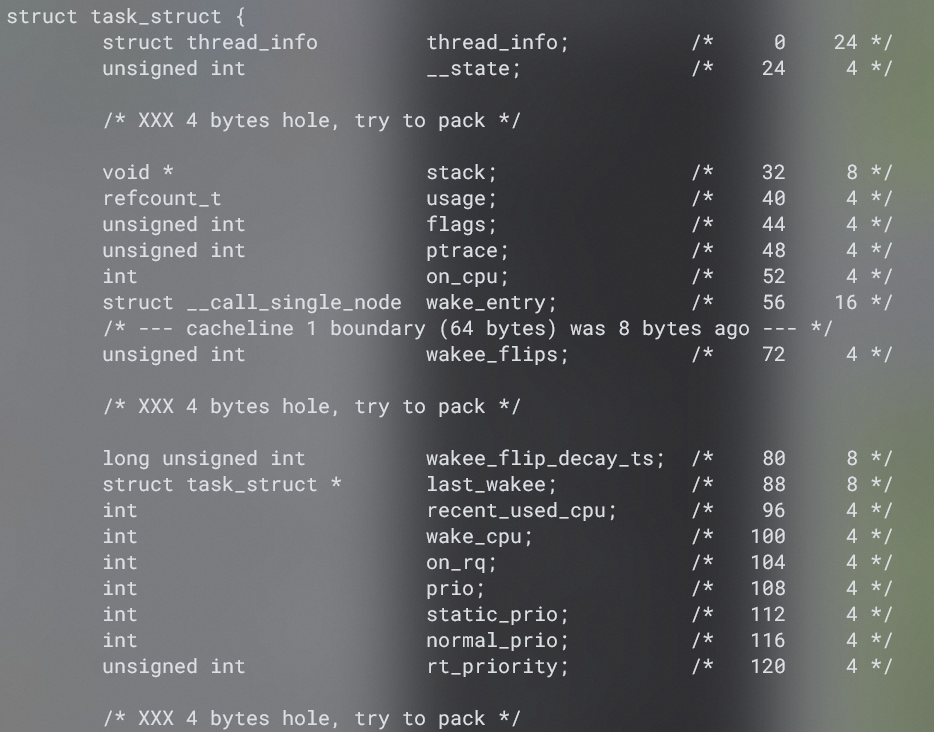 struct task_struct {
struct thread_info thread_info; /* 0 24 */
unsigned int __state; /* 24 4 */
/* XXX 4 bytes hole, try to pack */
void * stack; /* 32 8 */
refcount_t usage; /* 40 4 */
unsigned int flags; /* 44 4 */
unsigned int ptrace; /* 48 4 */
int on_cpu; /* 52 4 */
struct __call_single_node wake_entry; /* 56 16 */
/* --- cacheline 1 boundary (64 bytes) was 8 bytes ago --- */
unsigned int wakee_flips; /* 72 4 */
/* XXX 4 bytes hole, try to pack */
long unsigned int wakee_flip_decay_ts; /* 80 8 */
struct task_struct * last_wakee; /* 88 8 */
int recent_used_cpu; /* 96 4 */
int wake_cpu; /* 100 4 */
int on_rq; /* 104 4 */
int prio; /* 108 4 */
int static_prio; /* 112 4 */
int normal_prio; /* 116 4 */
unsigned int rt_priority; /* 120 4 */
/* XXX 4 bytes hole, try to pack */